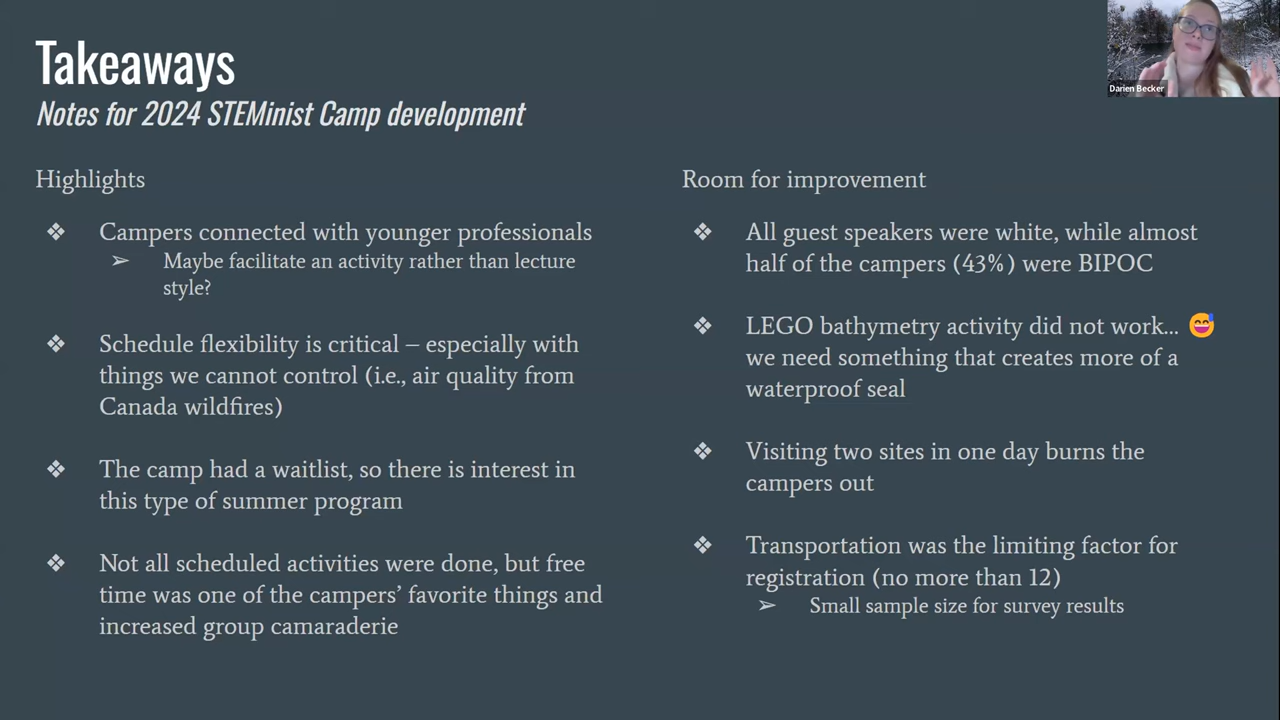 Takeaways
Notes for 2024 STEMinist Camp development
Darien Becker
Highlights
❖ Campers connected with younger professionals
➢ Maybe facilitate an activity rather than lecture
style?
❖ Schedule flexibility is critical – especially with
things we cannot control (i.e., air quality from
Canada wildfires)
❖ The camp had a waitlist, so there is interest in
this type of summer program
❖ Not all scheduled activities were done, but free
time was one of the campers’ favorite things and
increased group camaraderie
Room for improvement
❖ All guest speakers were white, while almost
half of the campers (43%) were BIPOC
❖ LEGO bathymetry activity did not work... 😅
we need something that creates more of a
waterproof seal
❖ Visiting two sites in one day burns the
campers out
❖ Transportation was the limiting factor for
registration (no more than 12)
➢ Small sample size for survey results